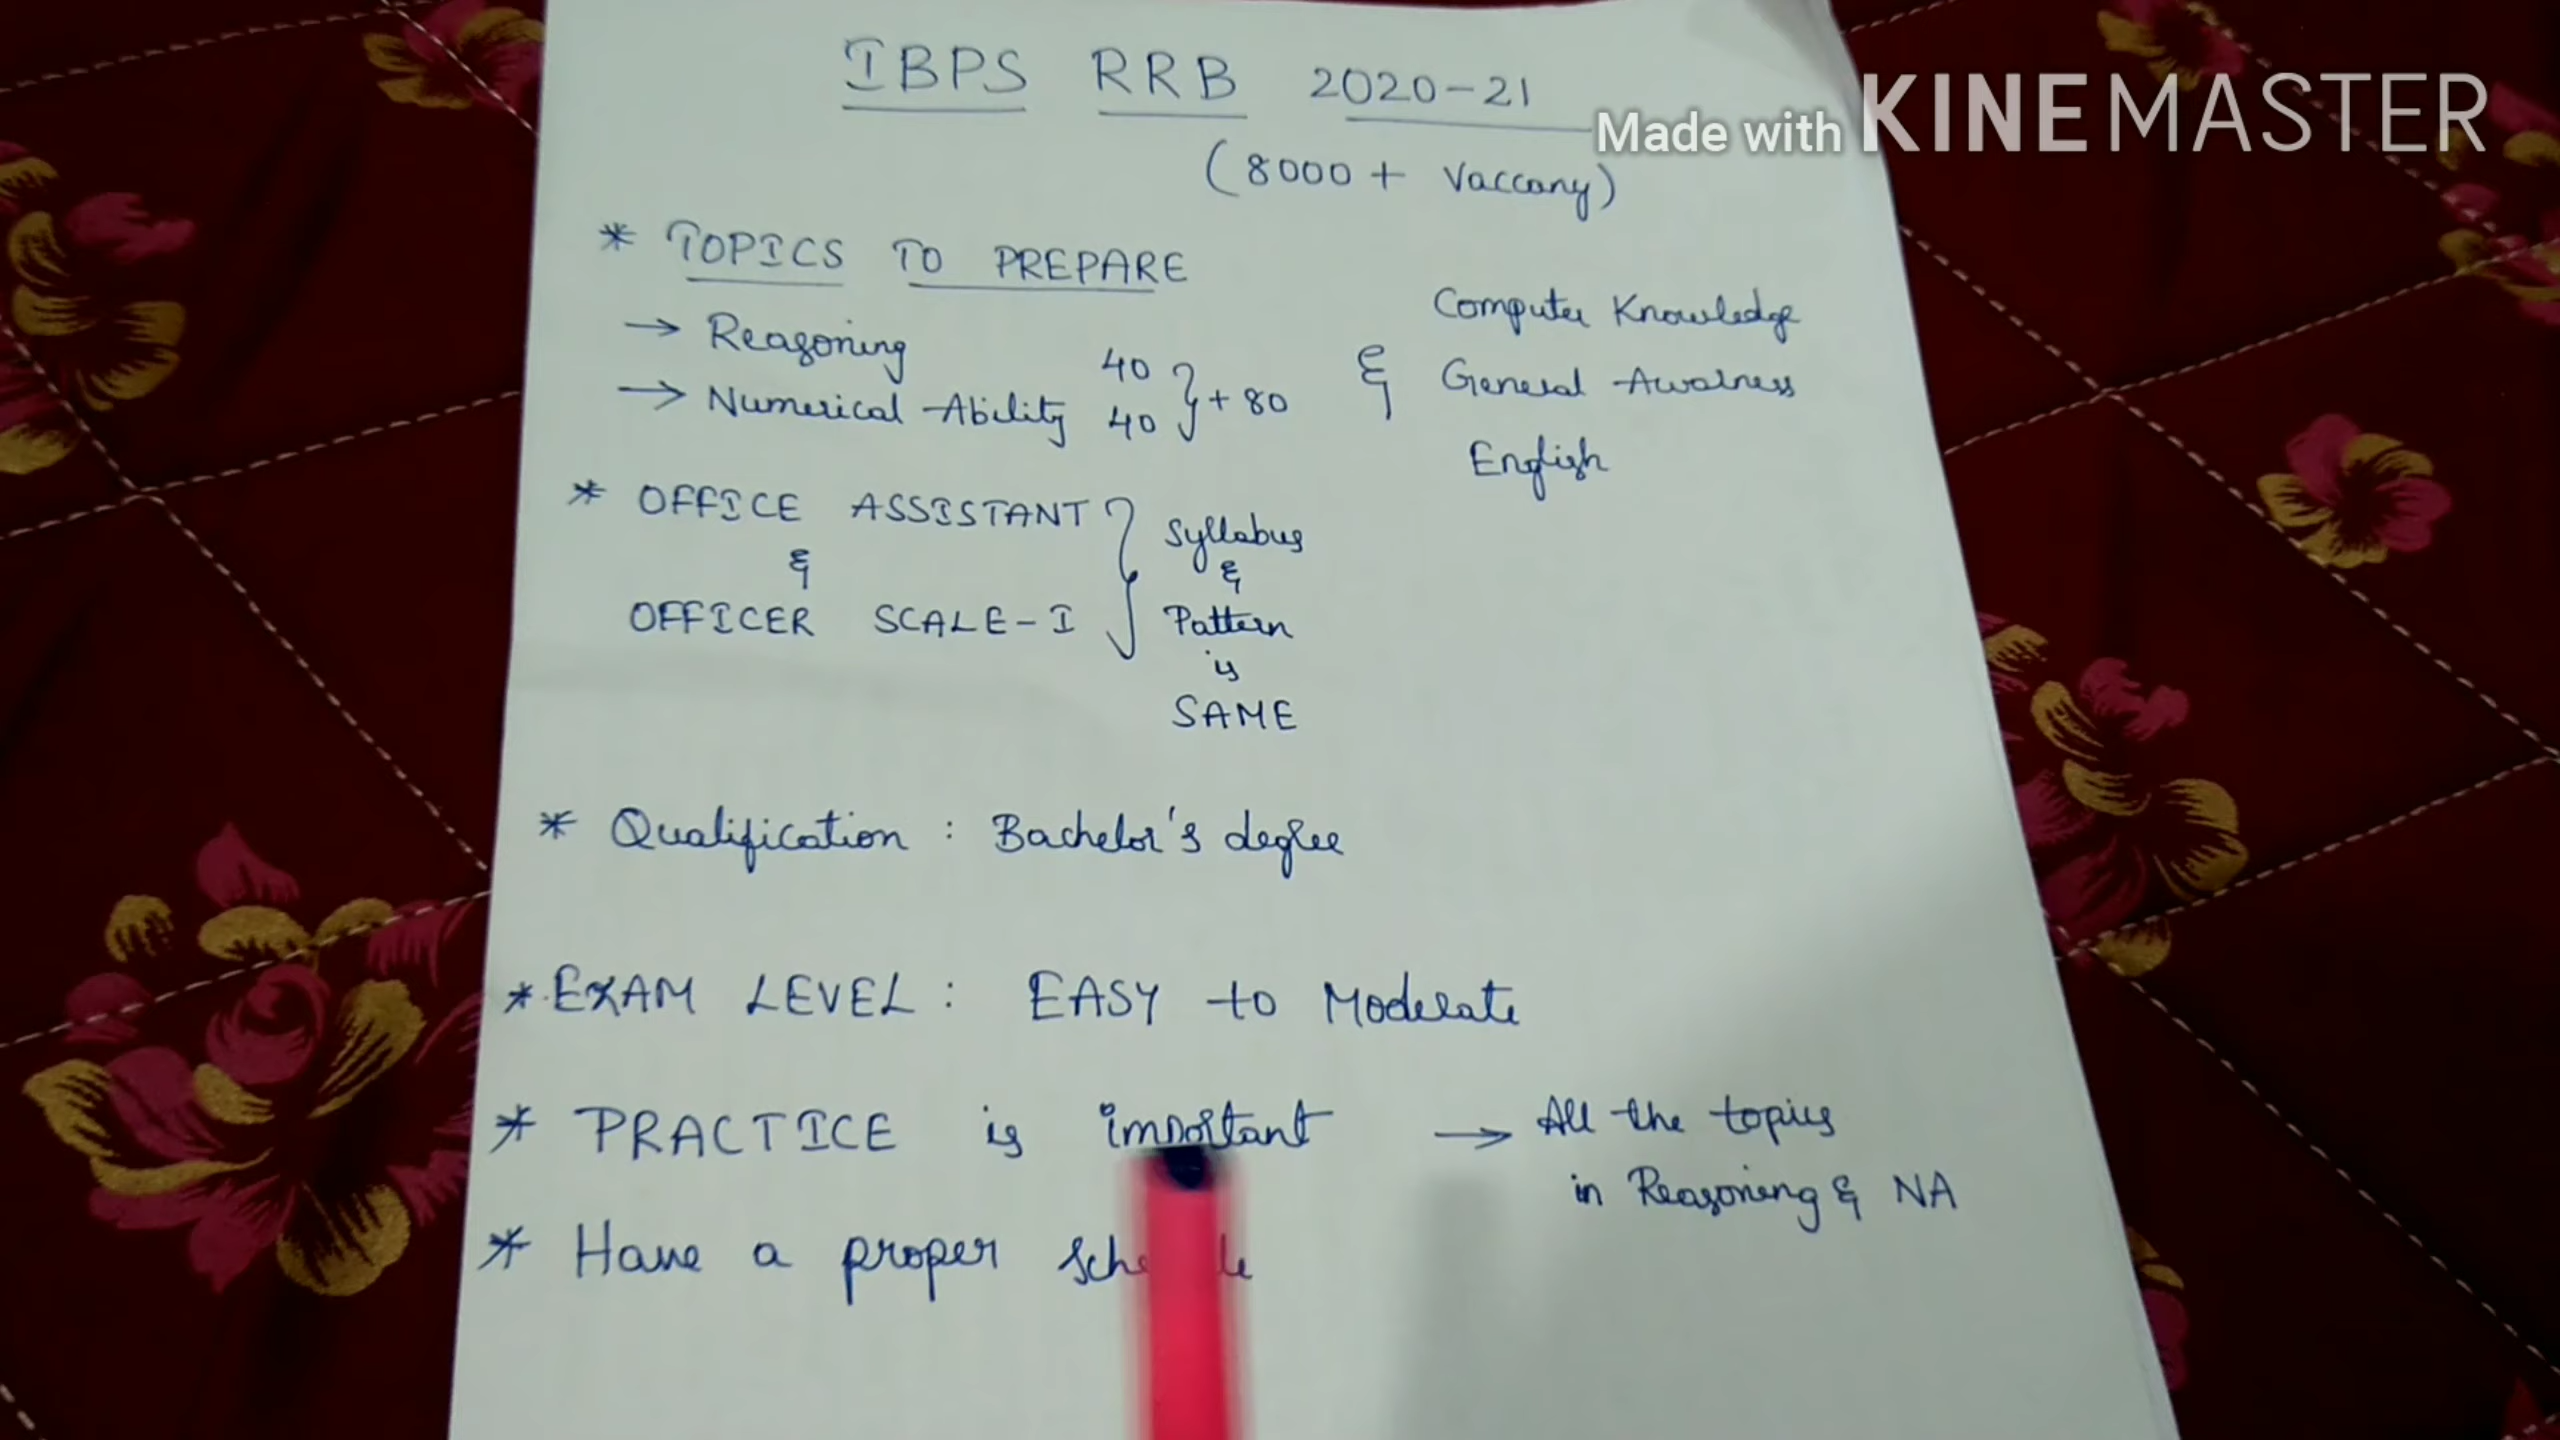 IBPS RRB 2020-21
Made with KINEMASTER
(8000+ Vaccany)
* TOPICS TO PREPARE
→ Reasoning 40
→ Numerical Ability 40 } + 80
& Computer Knowledge
General Awarness
English
* OFFICE ASSISTANT
&
OFFICER SCALE-I
} Syllabus
&
Pattern
is
SAME
* Qualification : Bachelor's degree
* EXAM LEVEL : EASY to Moderate
* PRACTICE is important → All the topics
in Reasoning & NA
* Have a proper